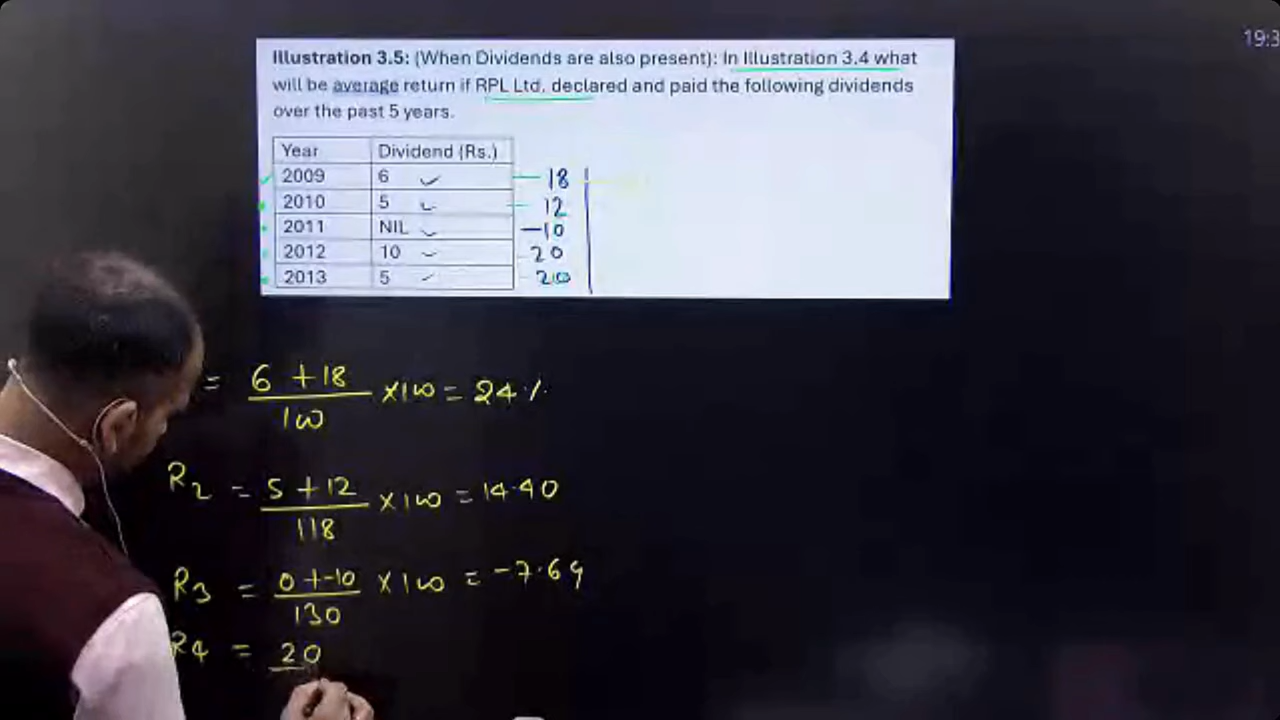 19:3
Illustration 3.5: (When Dividends are also present): In Illustration 3.4 what
will be average return if RPL Ltd. declared and paid the following dividends
over the past 5 years.
Year Dividend (Rs.)
2009 6 18
2010 5 12
2011 NIL -10
2012 10 20
2013 5 20
= 6 + 18 / 100 × 100 = 24 %
R2 = 5 + 12 / 118 × 100 = 14.40
R3 = 0 + -10 / 130 × 100 = -7.69
R4 = 20